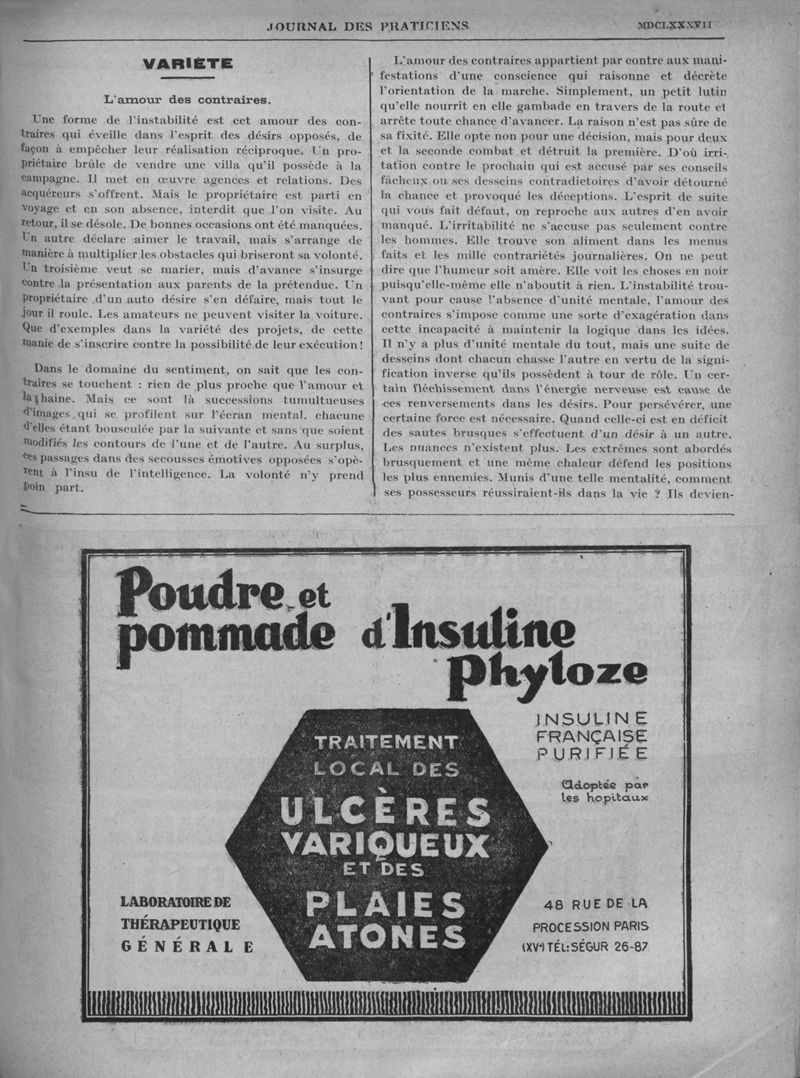 JOURNAL DES PRATICIENS
MDCLXXXVII
VARIÉTÉ
L'amour des contraires.
Une forme de l'instabilité est cet amour des con-
traires qui éveille dans l'esprit des désirs opposés, de
façon à empêcher leur réalisation réciproque. Un pro-
priétaire brûle de vendre une villa qu'il possède à la
campagne. Il met en œuvre agences et relations. Des
acquéreurs s'offrent. Mais le propriétaire est parti en
voyage et en son absence, interdit que l'on visite. Au
retour, il se désole. De bonnes occasions ont été manquées.
Un autre déclare aimer le travail, mais s'arrange de
manière à multiplier les obstacles qui briseront sa volonté.
Un troisième veut se marier, mais d'avance s'insurge
contre la présentation aux parents de la prétendue. Un
propriétaire d'un auto désire s'en défaire, mais tout le
jour il roule. Les amateurs ne peuvent visiter la voiture.
Que d'exemples dans la variété des projets, de cette
manie de s'inscrire contre la possibilité de leur exécution!
Dans le domaine du sentiment, on sait que les con-
traires se touchent : rien de plus proche que l'amour et
la haine. Mais ce sont là successions tumultueuses
d'images qui se profilent sur l'écran mental, chacune
d'elles étant bousculée par la suivante et sans que soient
modifiés les contours de l'une et de l'autre. Au surplus,
ces passages dans des secousses émotives opposées s'opè-
rent à l'insu de l'intelligence. La volonté n'y prend
poin part.
L'amour des contraires appartient par contre aux mani-
festations d'une conscience qui raisonne et décrète
l'orientation de la marche. Simplement, un petit lutin
qu'elle nourrit en elle gambade en travers de la route et
arrête toute chance d'avancer. La raison n'est pas sûre de
sa fixité. Elle opte non pour une décision, mais pour deux
et la seconde combat et détruit la première. D'où irri-
tation contre le prochain qui est accusé par ses conseils
fâcheux ou ses desseins contradictoires d'avoir détourné
la chance et provoqué les déceptions. L'esprit de suite
qui vous fait défaut, on reproche aux autres d'en avoir
manqué. L'irritabilité ne s'accuse pas seulement contre
les hommes. Elle trouve son aliment dans les menus
faits et les mille contrariétés journalières. On ne peut
dire que l'humeur soit amère. Elle voit les choses en noir
puisqu'elle-même elle n'aboutit à rien. L'instabilité trou-
vant pour cause l'absence d'unité mentale, l'amour des
contraires s'impose comme une sorte d'exagération dans
cette incapacité à maintenir la logique dans les idées.
Il n'y a plus d'unité mentale du tout, mais une suite de
desseins dont chacun chasse l'autre en vertu de la signi-
fication inverse qu'ils possèdent à tour de rôle. Un cer-
tain fléchissement dans l'énergie nerveuse est cause de
ces renversements dans les désirs. Pour persévérer, une
certaine force est nécessaire. Quand celle-ci est en déficit
des sautes brusques s'effectuent d'un désir à un autre.
Les nuances n'existent plus. Les extrêmes sont abordés
brusquement et une même chaleur défend les positions
les plus ennemies. Munis d'une telle mentalité, comment
ses possesseurs réussiraient-ils dans la vie ? Ils devien-
Poudre et
pommade d'Insuline
Phyloze
INSULINE
FRANÇAISE
PURIFIÉE
Adoptée par
les hopitaux
TRAITEMENT
LOCAL DES
ULCÈRES
VARIQUEUX
ET DES
PLAIES
ATONES
LABORATOIRE DE
THÉRAPEUTIQUE
GÉNÉRALE
48 RUE DE LA
PROCESSION PARIS
(XVe) TÉL: SÉGUR 26-87